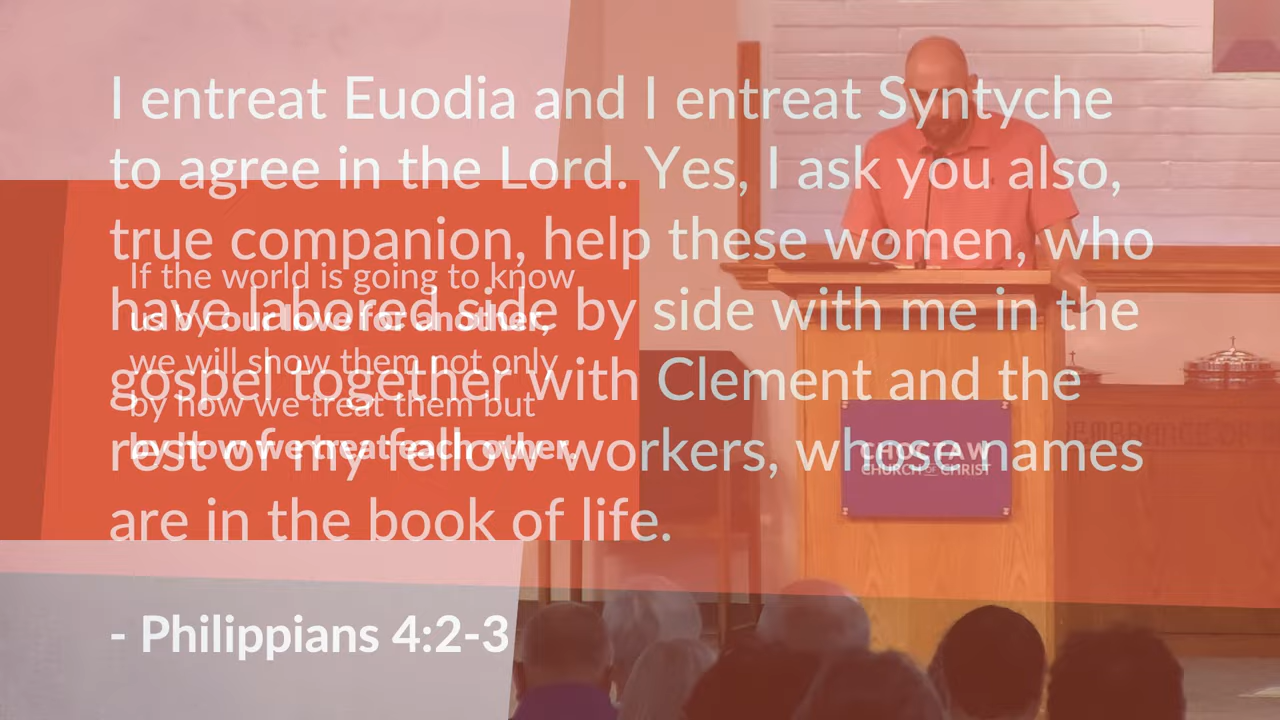 I entreat Euodia and I entreat Syntyche
to agree in the Lord. Yes, I ask you also,
true companion, help these women, who
have labored side by side with me in the
gospel together with Clement and the
rest of my fellow workers, whose names
are in the book of life.
- Philippians 4:2-3
If the world is going to know
us by our love for another,
we will show them not only
by how we treat them but
by how we treat each other.
CHOCTAW
CHURCH OF CHRIST